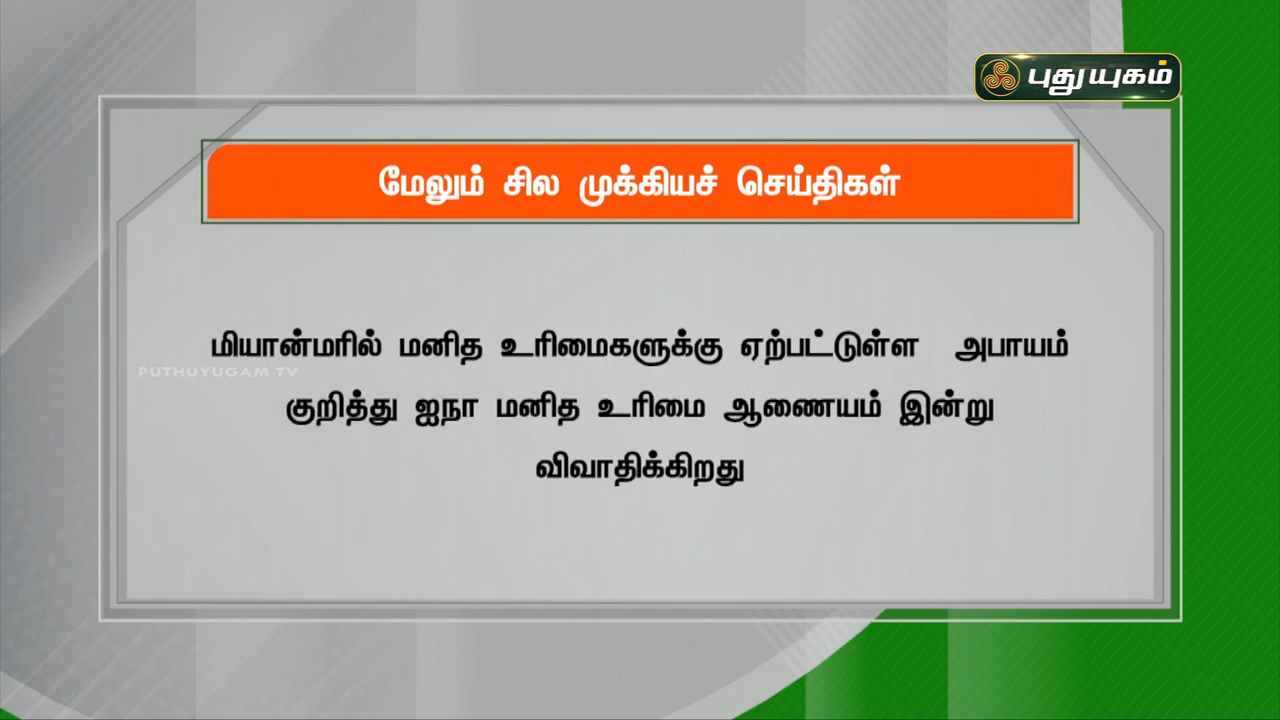 புதுயுகம்
மேலும் சில முக்கியச் செய்திகள்
மியான்மரில் மனித உரிமைகளுக்கு ஏற்பட்டுள்ள அபாயம்
PUTHUYUGAM TV
குறித்து ஐநா மனித உரிமை ஆணையம் இன்று
விவாதிக்கிறது